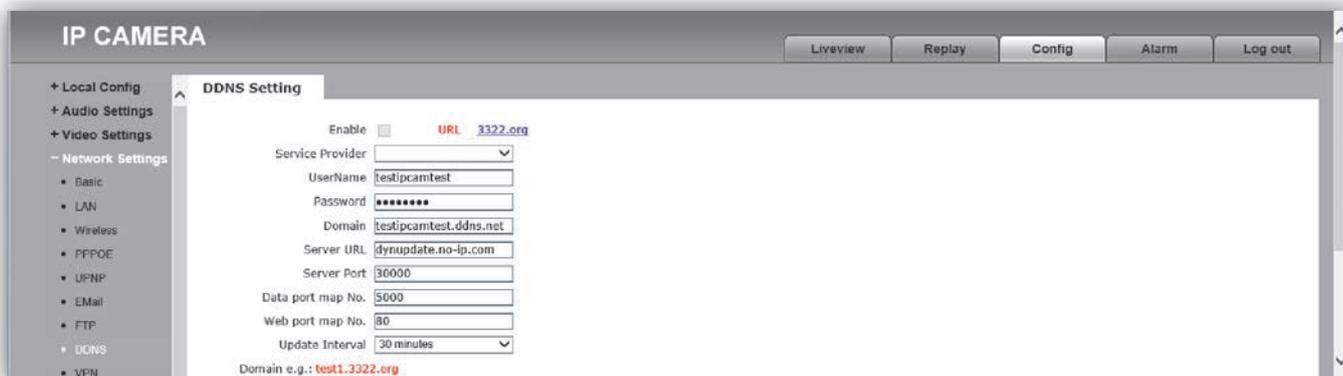 IP CAMERA
Liveview Replay Config Alarm Log out
+ Local Config
+ Audio Settings
+ Video Settings
− Network Settings
• Basic
• LAN
• Wireless
• PPPOE
• UPNP
• EMail
• FTP
• DDNS
• VPN
DDNS Setting
Enable URL 3322.org
Service Provider
UserName testipcamtest
Password ••••••••
Domain testipcamtest.ddns.net
Server URL dynupdate.no-ip.com
Server Port 30000
Data port map No. 5000
Web port map No. 80
Update Interval 30 minutes
Domain e.g.: test1.3322.org